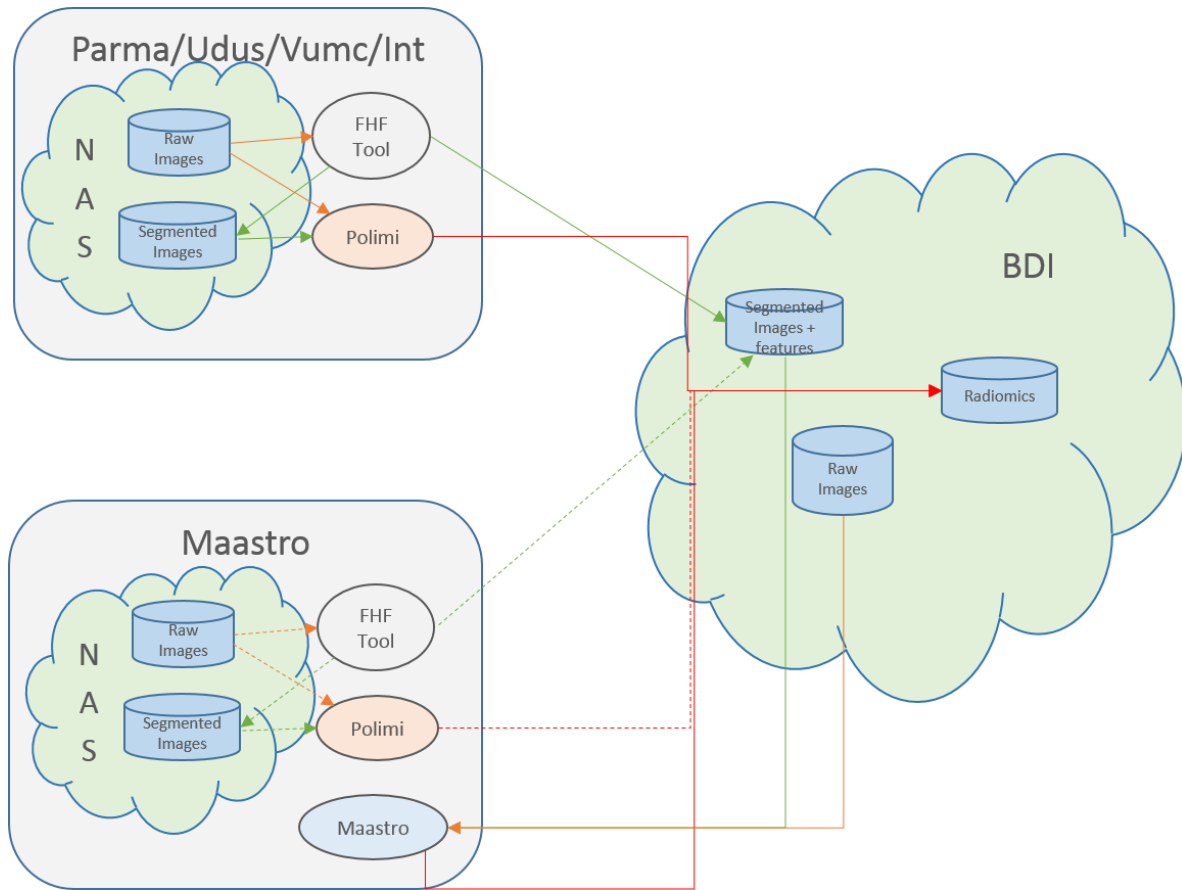 Parma/Udus/Vumc/Int
N
A
S
Raw
Images
Segmented
Images
FHF
Tool
Polimi
BDI
Segmented
Images +
features
Radiomics
Raw
Images
Maastro
N
A
S
Raw
Images
Segmented
Images
FHF
Tool
Polimi
Maastro